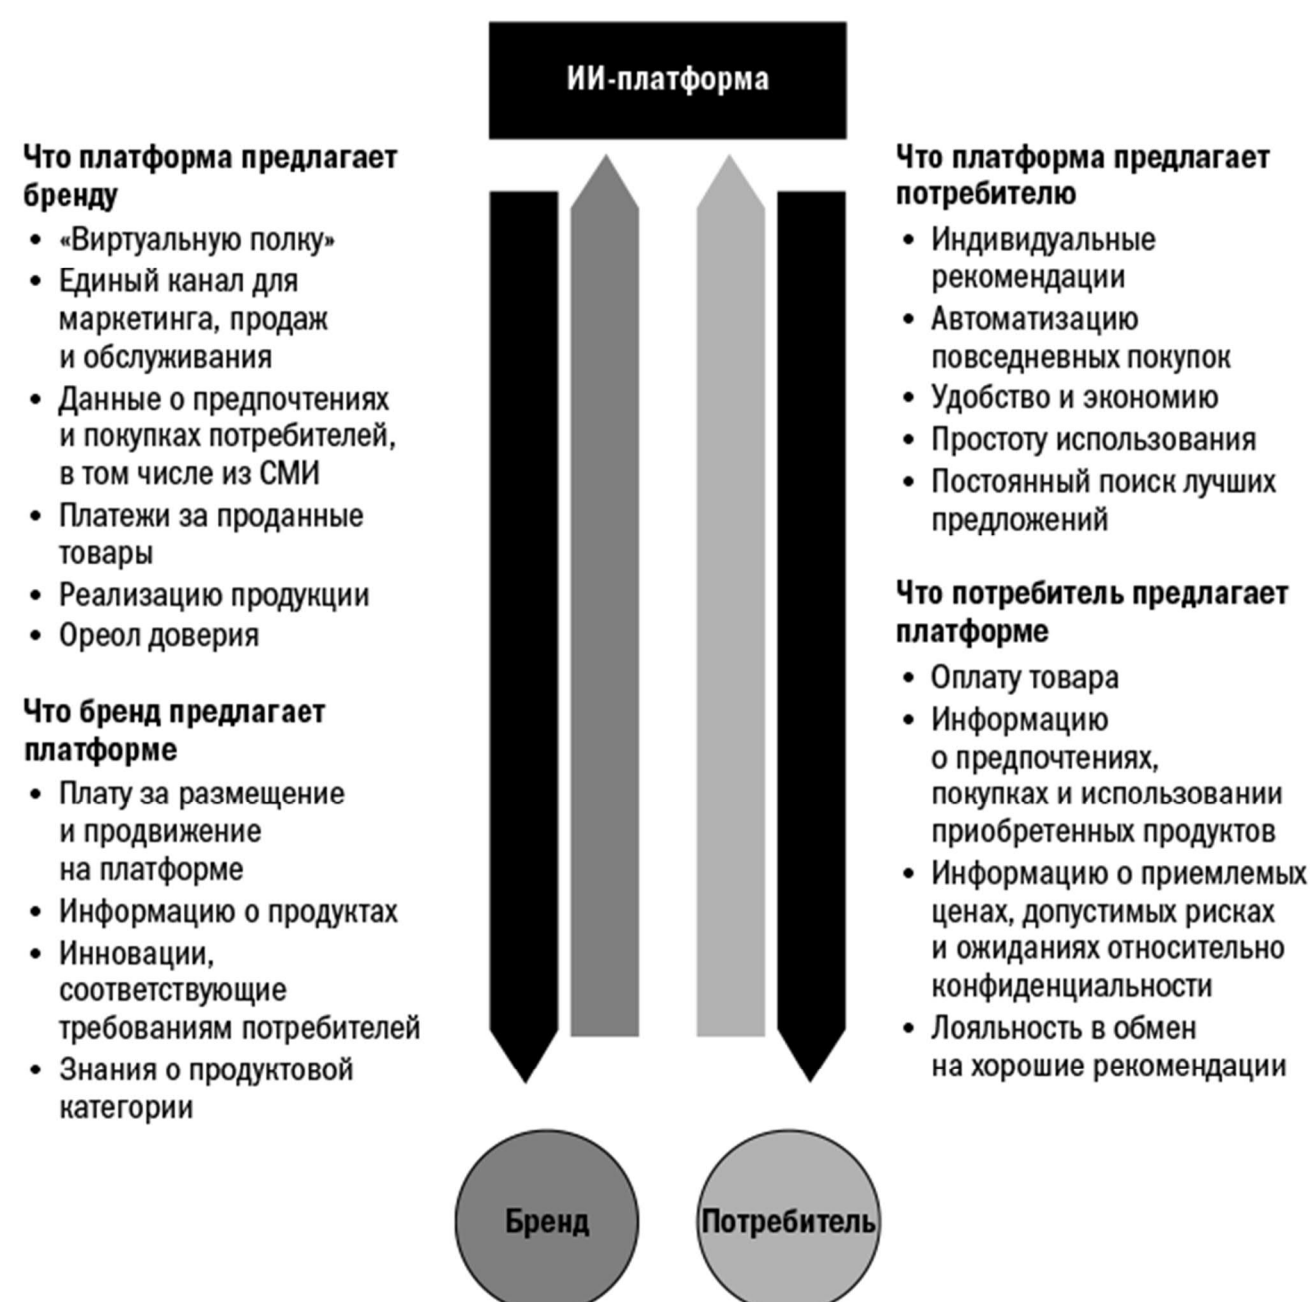 ИИ-платформа
Что платформа предлагает
бренду
• «Виртуальную полку»
• Единый канал для
маркетинга, продаж
и обслуживания
• Данные о предпочтениях
и покупках потребителей,
в том числе из СМИ
• Платежи за проданные
товары
• Реализацию продукции
• Ореол доверия
Что бренд предлагает
платформе
• Плату за размещение
и продвижение
на платформе
• Информацию о продуктах
• Инновации,
соответствующие
требованиям потребителей
• Знания о продуктовой
категории
Что платформа предлагает
потребителю
• Индивидуальные
рекомендации
• Автоматизацию
повседневных покупок
• Удобство и экономию
• Простоту использования
• Постоянный поиск лучших
предложений
Что потребитель предлагает
платформе
• Оплату товара
• Информацию
о предпочтениях,
покупках и использовании
приобретенных продуктов
• Информацию о приемлемых
ценах, допустимых рисках
и ожиданиях относительно
конфиденциальности
• Лояльность в обмен
на хорошие рекомендации
Бренд
Потребитель